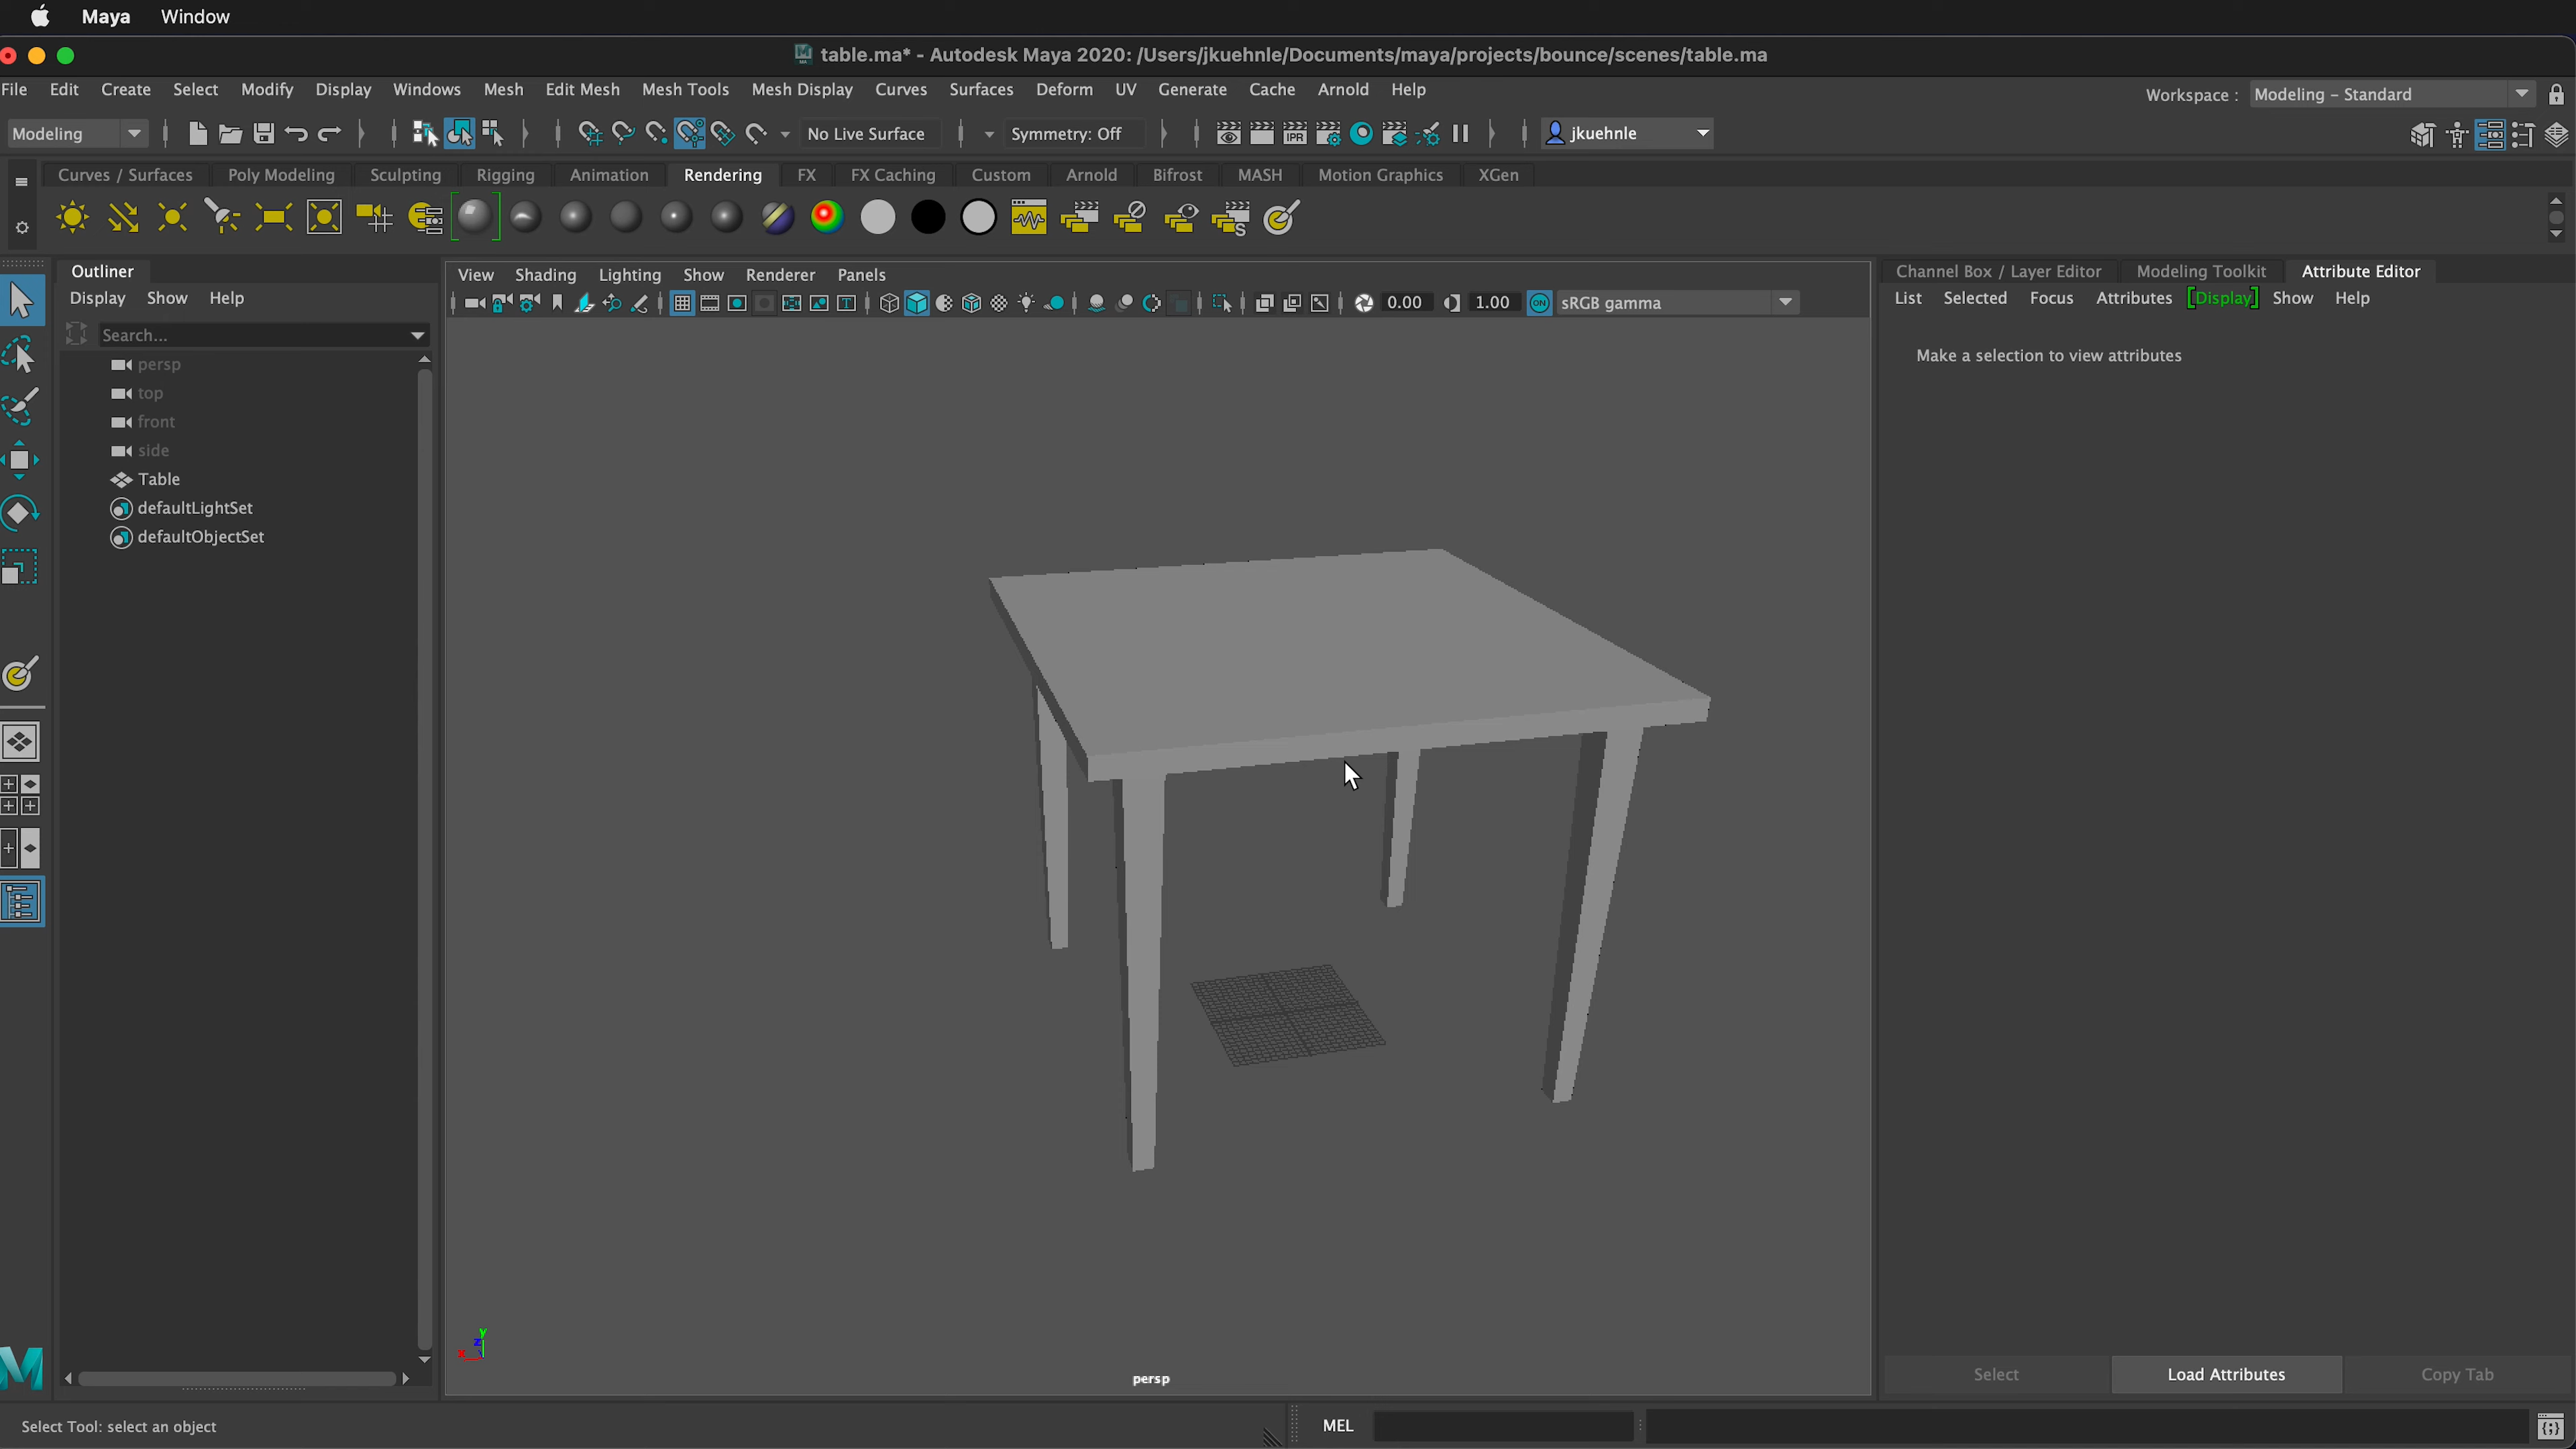 Maya Window
table.ma* - Autodesk Maya 2020: /Users/jkuehnle/Documents/maya/projects/bounce/scenes/table.ma
File Edit Create Select Modify Display Windows Mesh Edit Mesh Mesh Tools Mesh Display Curves Surfaces Deform UV Generate Cache Arnold Help Workspace : Modeling - Standard
Modeling No Live Surface Symmetry: Off IPR jkuehnle
Curves / Surfaces Poly Modeling Sculpting Rigging Animation Rendering FX FX Caching Custom Arnold Bifrost MASH Motion Graphics XGen
S
Outliner
Display Show Help
Search...
persp
top
front
side
Table
defaultLightSet
defaultObjectSet
View Shading Lighting Show Renderer Panels
T 0.00 1.00 ON sRGB gamma
y
z
x
persp
Channel Box / Layer Editor Modeling Toolkit Attribute Editor
List Selected Focus Attributes [Display] Show Help
Make a selection to view attributes
Select Load Attributes Copy Tab
M
Select Tool: select an object MEL {;}